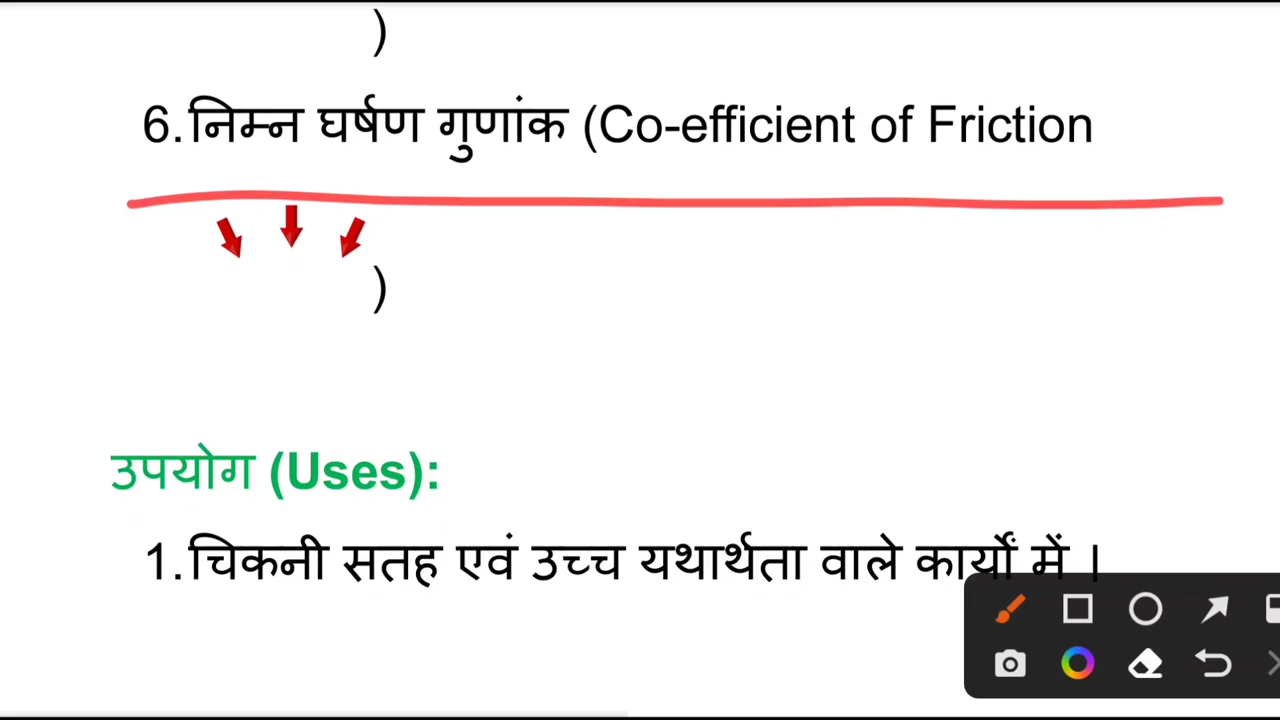 )
6.निम्न घर्षण गुणांक (Co-efficient of Friction
)
उपयोग (Uses):
1.चिकनी सतह एवं उच्च यथार्थता वाले कार्यों में ।